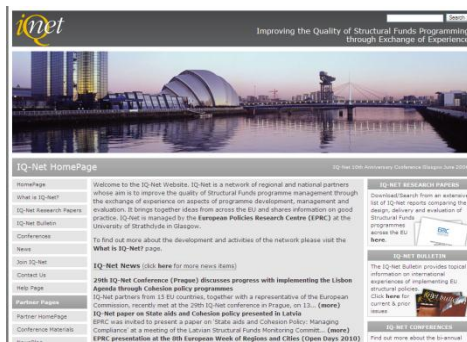 iQnet
Search
Improving the Quality of Structural Funds Programming
through Exchange of Experience
IQ-Net HomePage
IQ-Net 10th Anniversary Conference Glasgow June 2006
HomePage
What is IQ-Net?
IQ-Net Research Papers
IQ-Net Bulletin
Conferences
News
Join IQ-Net
Contact Us
Help Page
Partner Pages
Partner HomePage
Conference Materials
Welcome to the IQ-Net Website. IQ-Net is a network of regional and national partners
whose aim is to improve the quality of Structural Funds programme management through
the exchange of experience on aspects of programme development, management and
evaluation. It brings together ideas from across the EU and shares information on good
practice. IQ-Net is managed by the European Policies Research Centre (EPRC) at the
University of Strathclyde in Glasgow.
To find out more about the development and activities of the network please visit the
What is IQ-Net? page.
IQ-Net News (click here for more news items)
29th IQ-Net Conference (Prague) discusses progress with implementing the Lisbon
Agenda through Cohesion policy programmes
IQ-Net partners from 15 EU countries, together with a representative of the European
Commission, recently met at the 29th IQ-Net conference in Prague, on 13... (more)
IQ-Net paper on State aids and Cohesion policy presented in Latvia
EPRC was invited to present a paper on 'State aids and Cohesion Policy: Managing
Compliance' at a meeting of the Latvian Structural Funds Monitoring Committ... (more)
EPRC presentation at the 8th European Week of Regions and Cities (Open Days 2010)
IQ-NET RESEARCH PAPERS
Download/Search from an extensive
list of IQ-Net reports comparing the
design, delivery and evaluation of
Structural Funds
programmes
across the EU
here.
IQ-NET BULLETIN
The IQ-Net Bulletin provides topical
information on international
experiences of implementing EU
structural policies.
Click here for
current & prior
issues
IQ-NET CONFERENCES
Find out more about the bi-annual